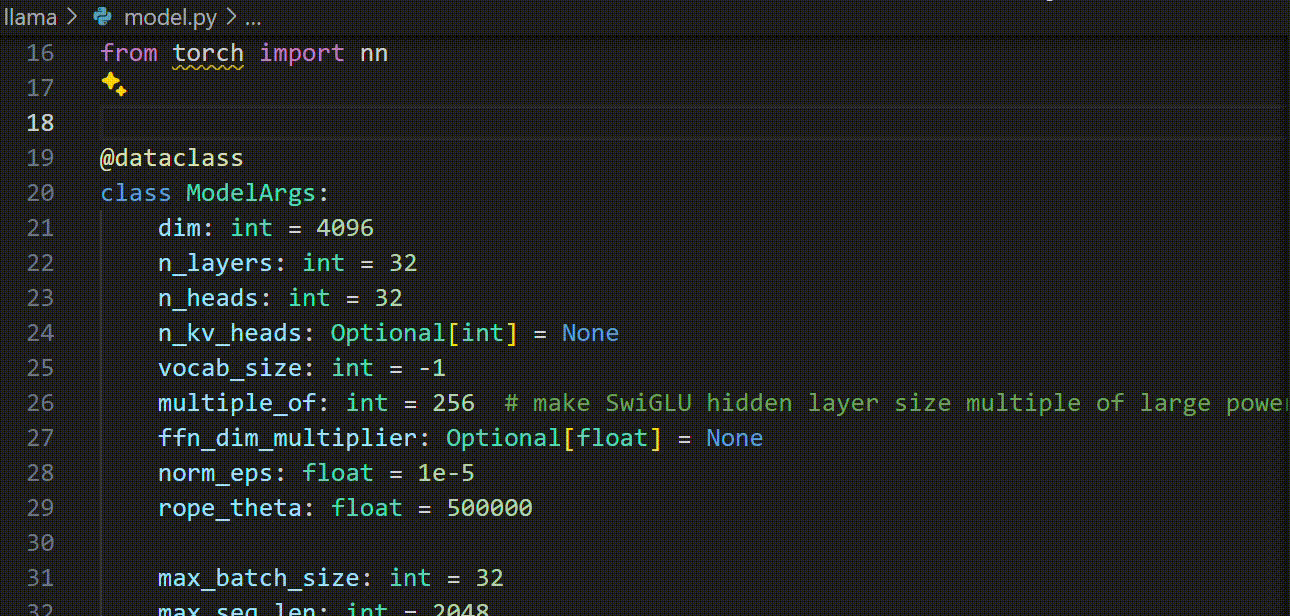 llama > model.py > ...
16 from torch import nn
17
18
19 @dataclass
20 class ModelArgs:
21     dim: int = 4096
22     n_layers: int = 32
23     n_heads: int = 32
24     n_kv_heads: Optional[int] = None
25     vocab_size: int = -1
26     multiple_of: int = 256  # make SwiGLU hidden layer size multiple of large powe
27     ffn_dim_multiplier: Optional[float] = None
28     norm_eps: float = 1e-5
29     rope_theta: float = 500000
30
31     max_batch_size: int = 32
32     max_seq_len: int = 2048